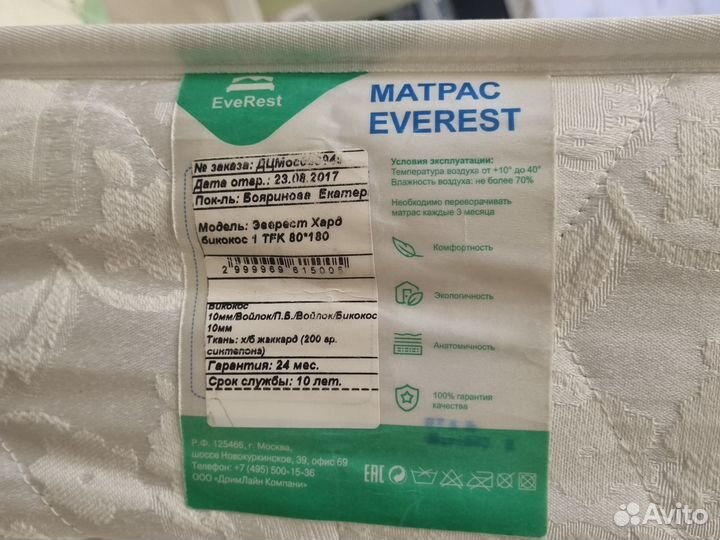 EveRest
МАТРАС
EVEREST
№ заказа:
Дата отгр.: 23.08.2017
Пок-ль: Бояринова Екатер
Модель: Эверест Хард
бикокос 1 TFK 80*180
2 999969 615005
Бикокос
10мм/Войлок/П.Б./Войлок/Бикокос
10мм
Ткань: х/б жаккард (200 гр.
синтепона)
Гарантия: 24 мес.
Срок службы: 10 лет.
Условия эксплуатации:
Температура воздуха от +10° до 40°
Влажность воздуха: не более 70%
Необходимо переворачивать
матрас каждые 3 месяца
Комфортность
Экологичность
Анатомичность
100% гарантия
качества
Р.Ф. 125466, г. Москва,
шоссе Новокуркинское, 39, офис 69
Телефон: +7 (495) 500-15-36
ООО «ДримЛайн Компани»
EAC
Avito